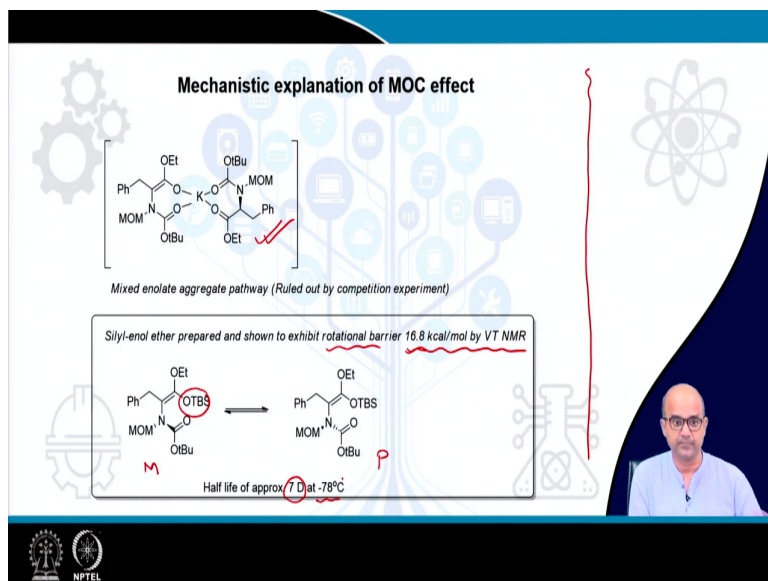 Mechanistic explanation of MOC effect
OEt
OtBu
Ph
O
O
N
MOM
K
MOM
N
O
O
Ph
OtBu
OEt
Mixed enolate aggregate pathway (Ruled out by competition experiment)
Silyl-enol ether prepared and shown to exhibit rotational barrier 16.8 kcal/mol by VT NMR
OEt
OEt
Ph
OTBS
Ph
OTBS
MOM
N
O
MOM
N
O
OtBu
OtBu
M
P
Half life of approx 7 D at -78°C
NPTEL